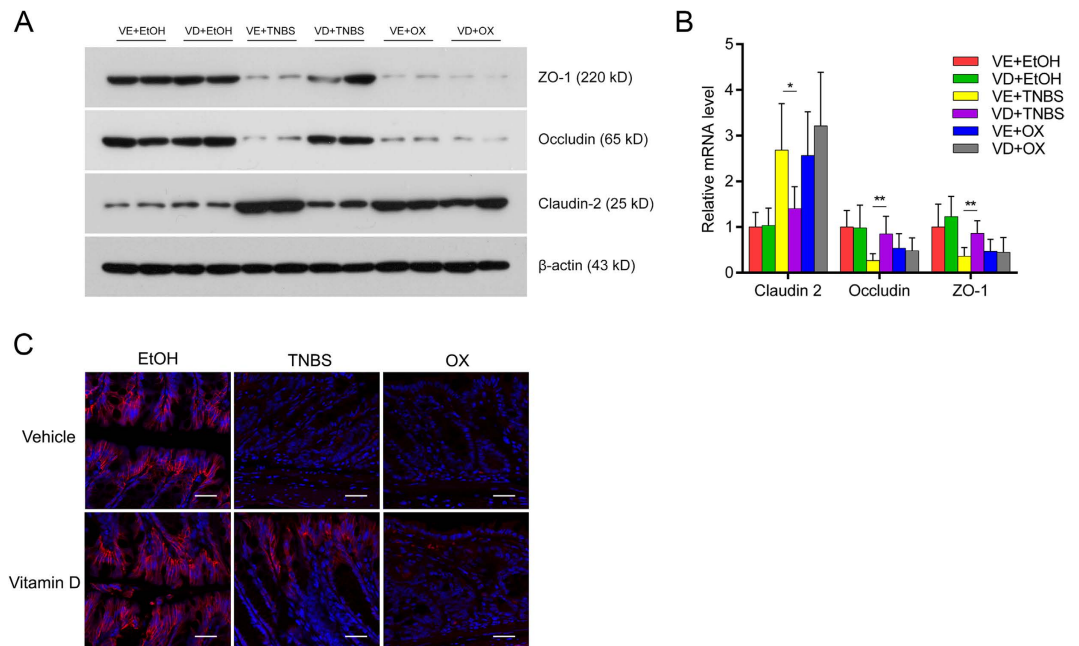 A
VE+EtOH VD+EtOH VE+TNBS VD+TNBS VE+OX VD+OX
ZO-1 (220 kD)
Occludin (65 kD)
Claudin-2 (25 kD)
β-actin (43 kD)
B
Relative mRNA level
5
4
3
2
1
0
*
**
**
Claudin 2 Occludin ZO-1
VE+EtOH
VD+EtOH
VE+TNBS
VD+TNBS
VE+OX
VD+OX
C
EtOH TNBS OX
Vehicle
Vitamin D